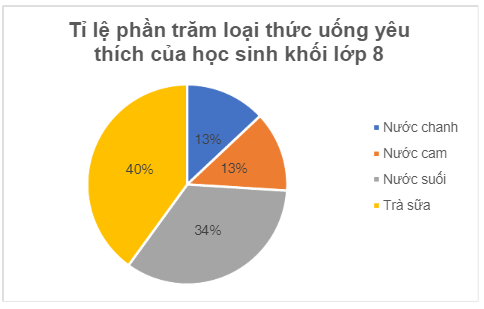 Tỉ lệ phần trăm loại thức uống yêu
thích của học sinh khối lớp 8
13%
13%
34%
40%
Nước chanh
Nước cam
Nước suối
Trà sữa